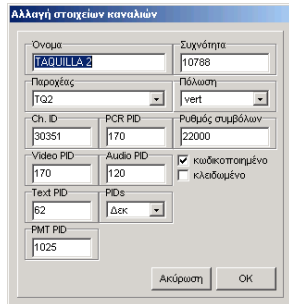 Αλλαγή στοιχείων καναλιών
Όνομα Συχνότητα
TAQUILLA 2 10788
Παροχέας Πόλωση
TQ2 vert
Ch. ID PCR PID Ρυθμός συμβόλων
30351 170 22000
Video PID Audio PID κωδικοποιημένο
170 120 κλειδωμένο
Text PID PIDs
62 Δεκ
PMT PID
1025
Ακύρωση OK